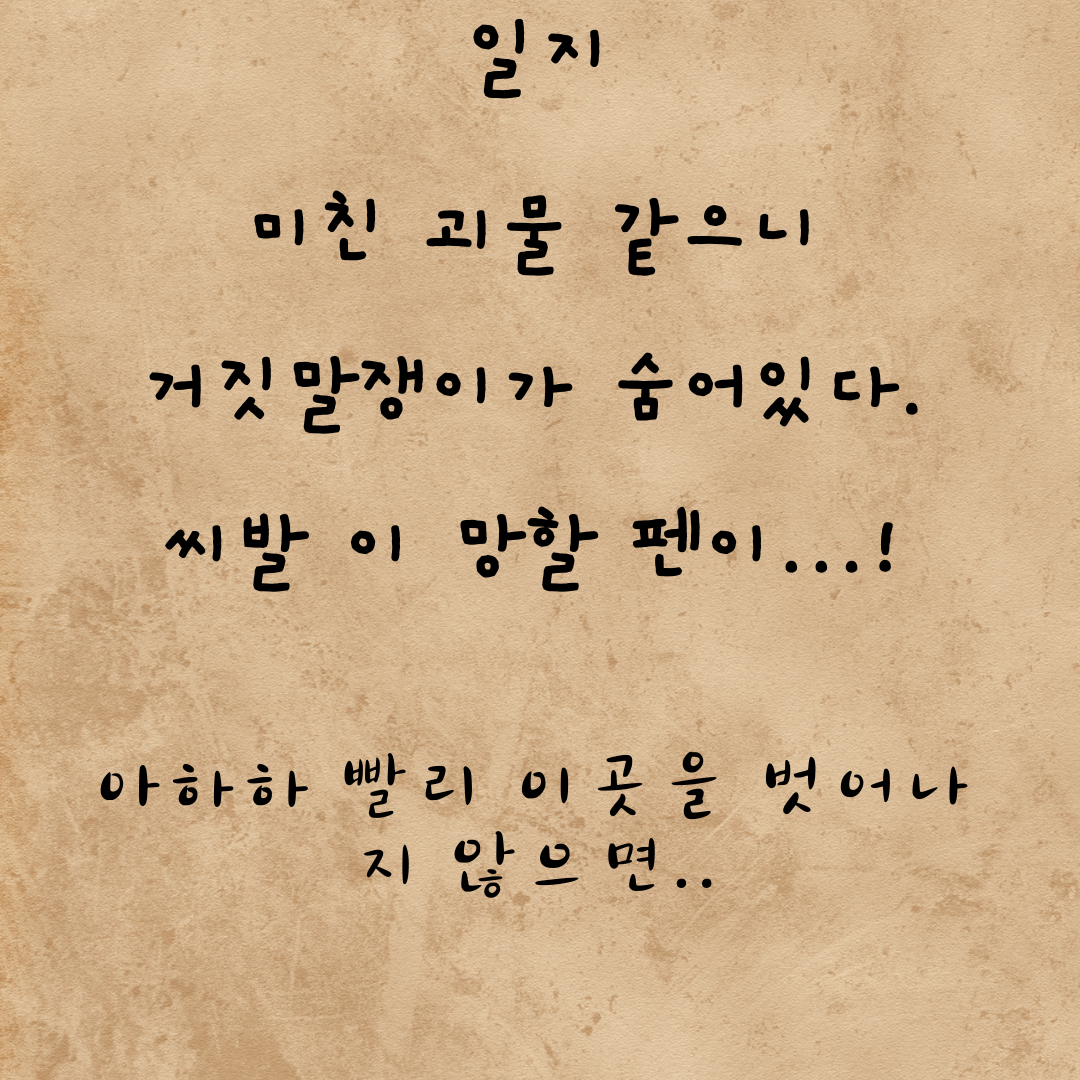 일지
미친 괴물 같으니
거짓말쟁이가 숨어있다.
씨발 이 망할 펜이...!
아하하 빨리 이곳을 벗어나
지 않으면..